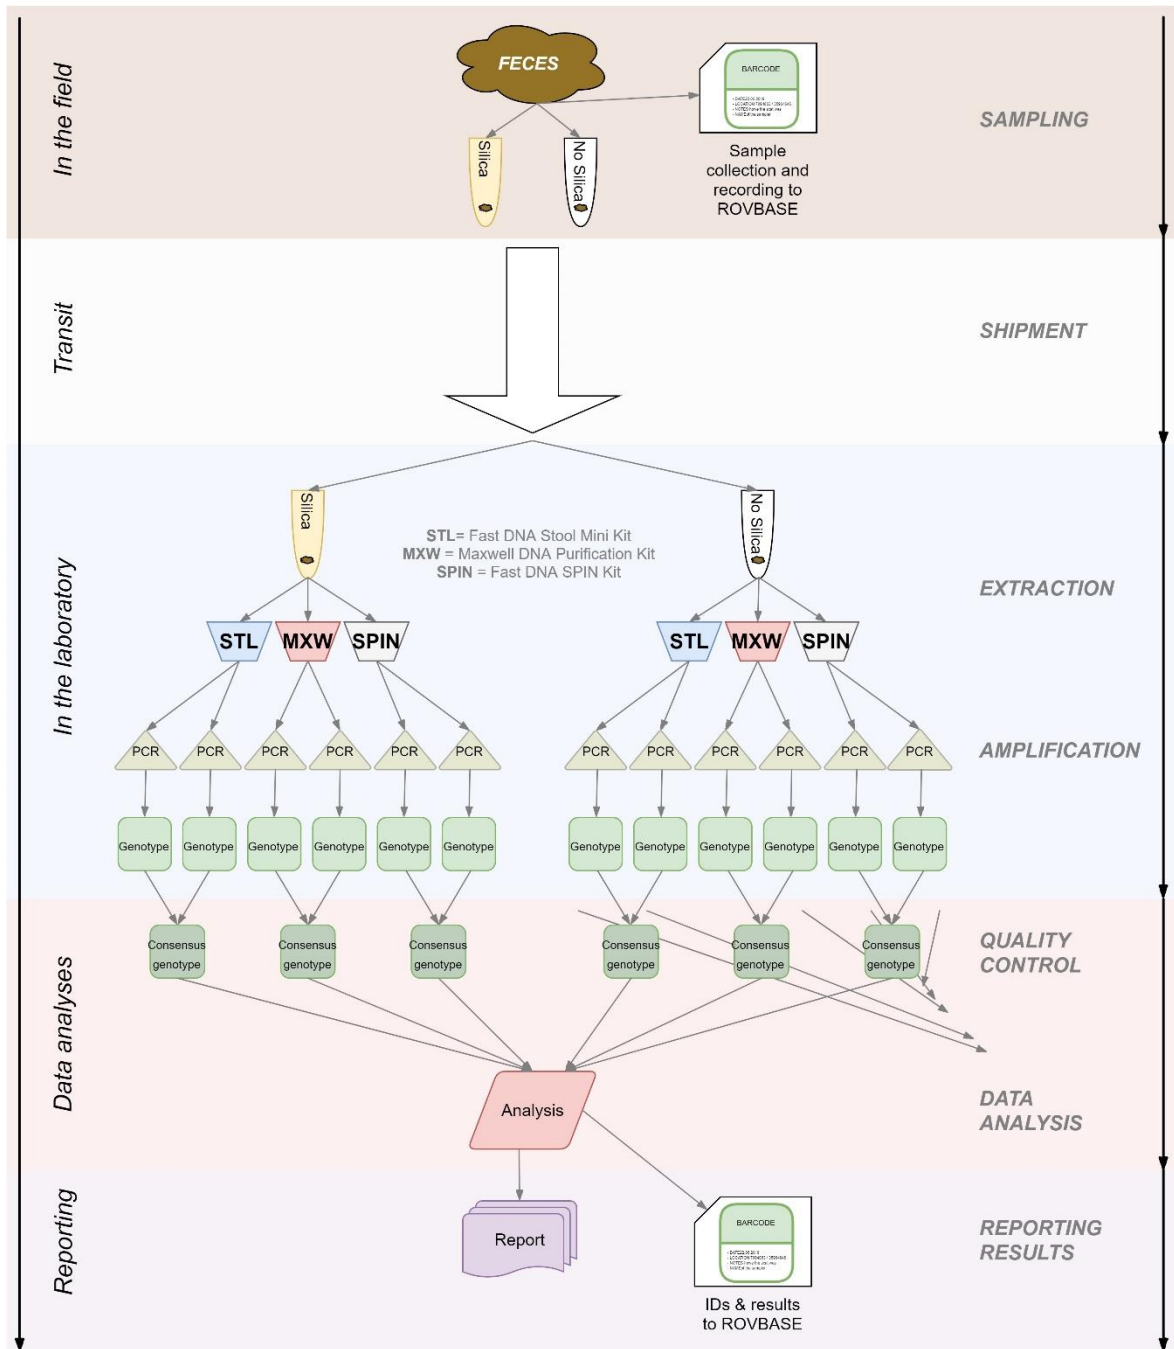 In the field
FECES
BARCODE
Silica
No Silica
Sample
collection and
recording to
ROVBASE
SAMPLING
Transit
SHIPMENT
In the laboratory
Silica
No Silica
STL= Fast DNA Stool Mini Kit
MXW = Maxwell DNA Purification Kit
SPIN = Fast DNA SPIN Kit
EXTRACTION
STL MXW SPIN STL MXW SPIN
PCR PCR PCR PCR PCR PCR PCR PCR PCR PCR PCR PCR
AMPLIFICATION
Genotype Genotype Genotype Genotype Genotype Genotype Genotype Genotype Genotype Genotype Genotype Genotype
Data analyses
Consensus genotype
Consensus genotype
Consensus genotype
Consensus genotype
Consensus genotype
Consensus genotype
QUALITY
CONTROL
Analysis
DATA
ANALYSIS
Reporting
Report
BARCODE
IDs & results
to ROVBASE
REPORTING
RESULTS